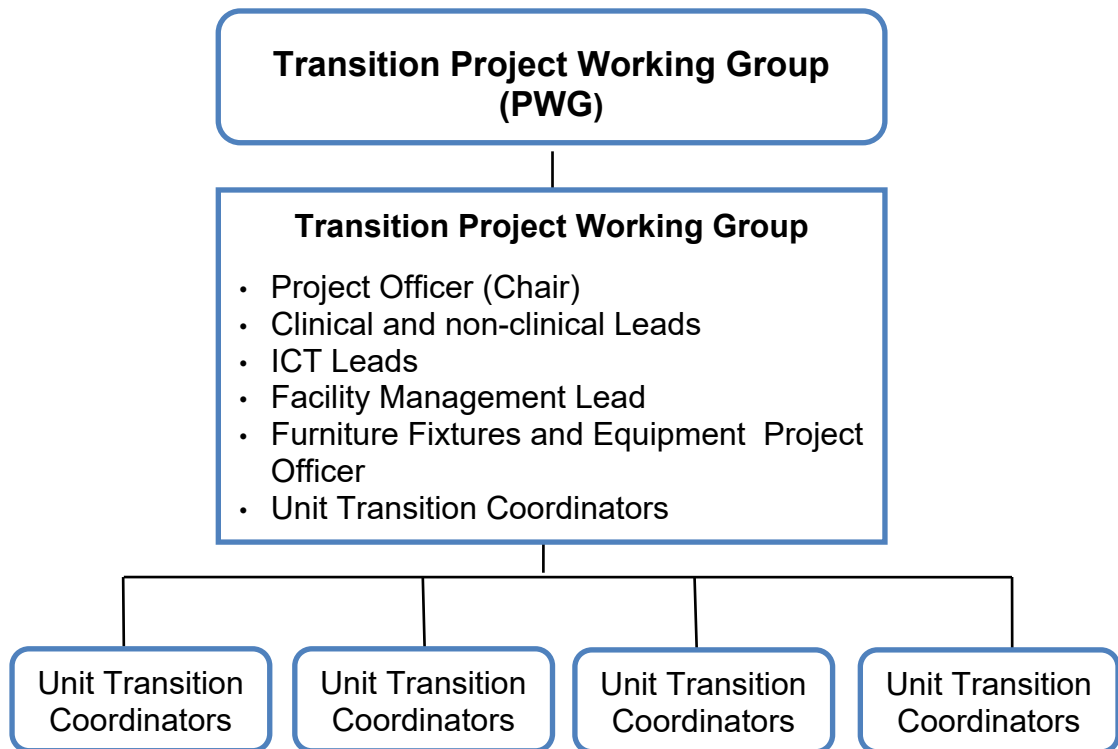 Transition Project Working Group
(PWG)
Transition Project Working Group
• Project Officer (Chair)
• Clinical and non-clinical Leads
• ICT Leads
• Facility Management Lead
• Furniture Fixtures and Equipment  Project
Officer
• Unit Transition Coordinators
Unit Transition
Coordinators
Unit Transition
Coordinators
Unit Transition
Coordinators
Unit Transition
Coordinators